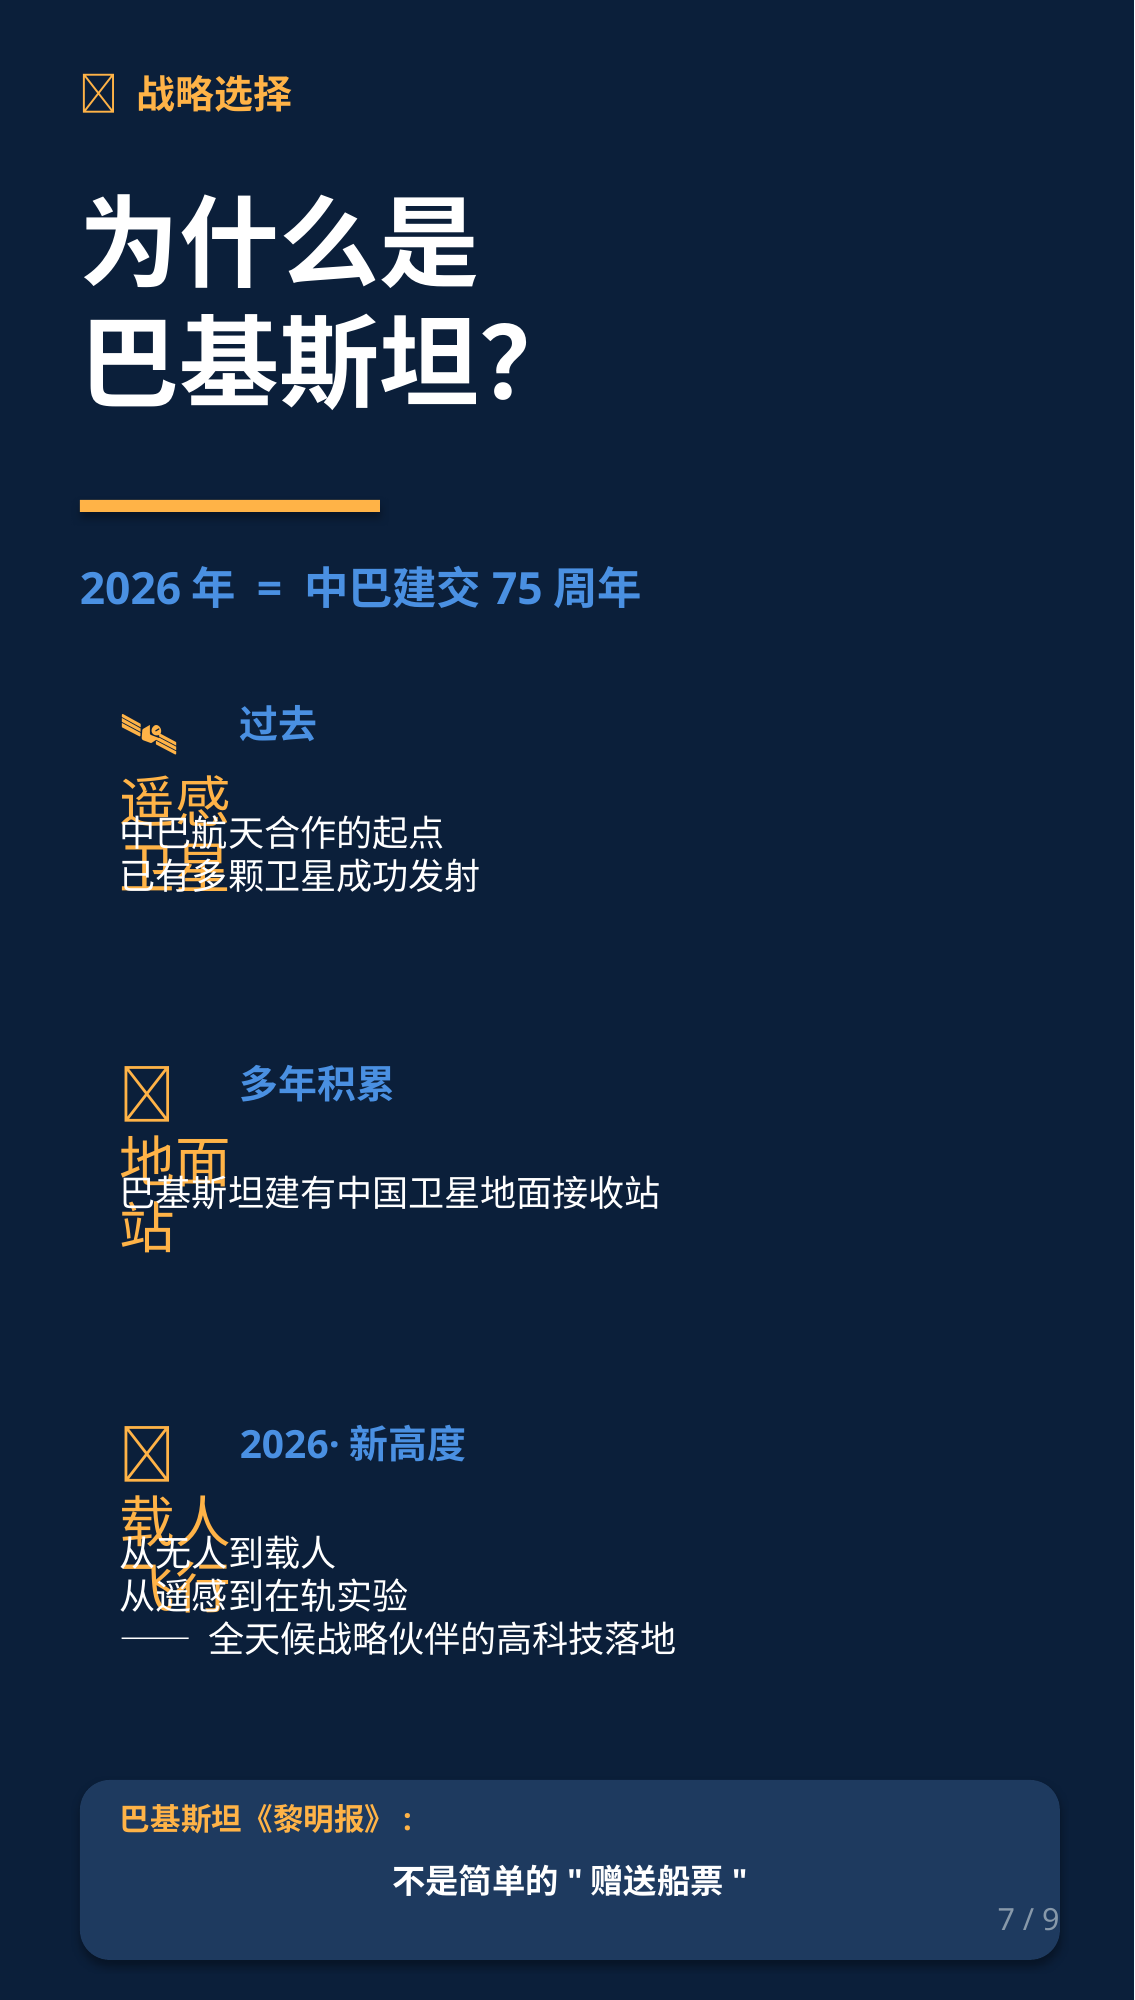 战略选择
为什么是
巴基斯坦？
2026 年 = 中巴建交 75 周年
过去
遥感
卫星
中巴航天合作的起点
已有多颗卫星成功发射
多年积累
地面
站
巴基斯坦建有中国卫星地面接收站
2026· 新高度
载人
飞行
从无人到载人
从遥感到在轨实验
—— 全天候战略伙伴的高科技落地
巴基斯坦《黎明报》：
不是简单的 " 赠送船票 "
7 / 9